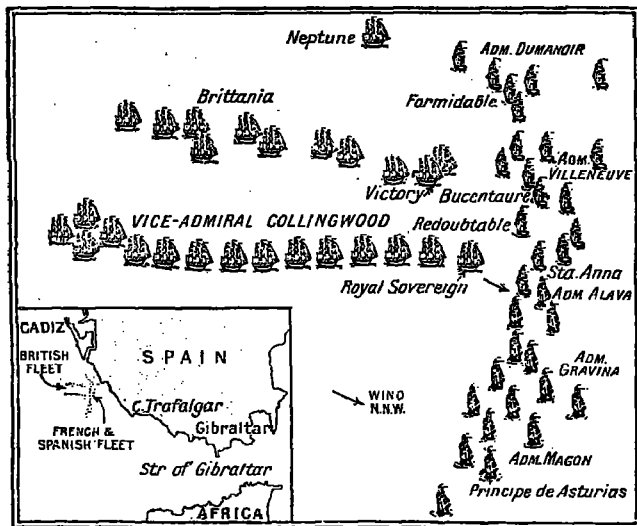 Neptune
ADM. DUMANOIR
Formidable
Brittania
ADM.
VILLENEUVE
Victory
Bucentaure
VICE-ADMIRAL COLLINGWOOD
Redoubtable
Royal Sovereign
Sta. Anna
ADM. ALAVA
CADIZ
BRITISH
FLEET
SPAIN
C. Trafalgar
Gibraltar
FRENCH &
SPANISH FLEET
Str of Gibraltar
AFRICA
WIND
N.N.W.
ADM.
GRAVINA
ADM. MAGON
Principe de Asturias